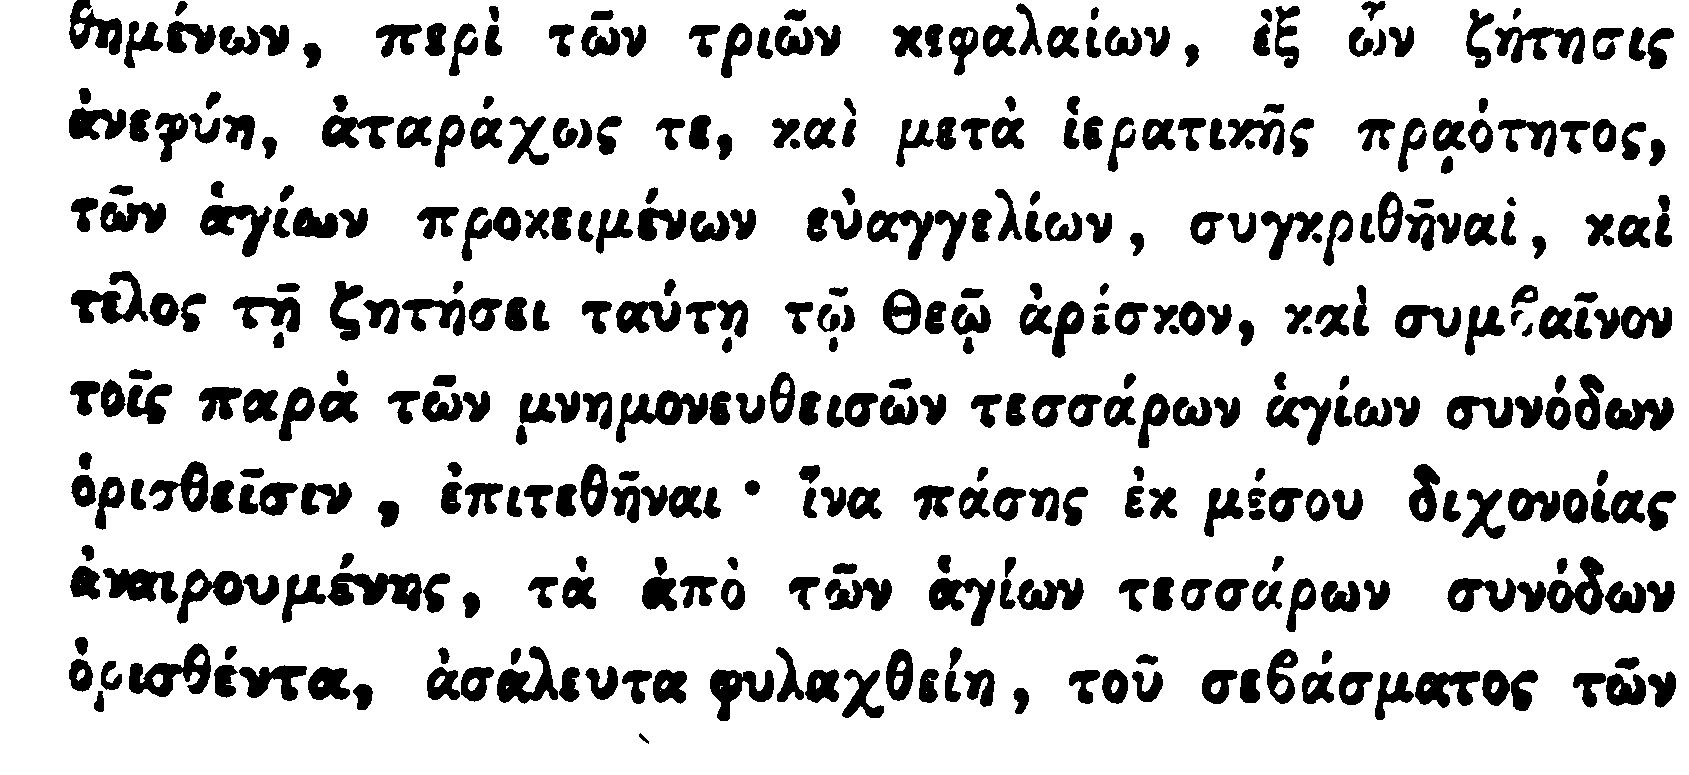 θημένων, περὶ τῶν τριῶν κεφαλαίων, ἐξ ὧν ζήτησις
ἀνεφύη, ἀταράχως τε, καὶ μετὰ ἱερατικῆς πρᾳότητος,
τῶν ἁγίων προκειμένων εὐαγγελίων, συγκριθῆναὶ, καὶ
τέλος τῇ ζητήσει ταύτῃ τῷ Θεῷ ἀρέσκον, καὶ συμβαῖνον
τοῖς παρὰ τῶν μνημονευθεισῶν τεσσάρων ἁγίων συνόδων
ὁρισθεῖσιν, ἐπιτεθῆναι · ἵνα πάσης ἐκ μέσου διχονοίας
ἀναιρουμένης, τὰ ἀπὸ τῶν ἁγίων τεσσάρων συνόδων
ὁρισθέντα, ἀσάλευτα φυλαχθείη, τοῦ σεβάσματος τῶν